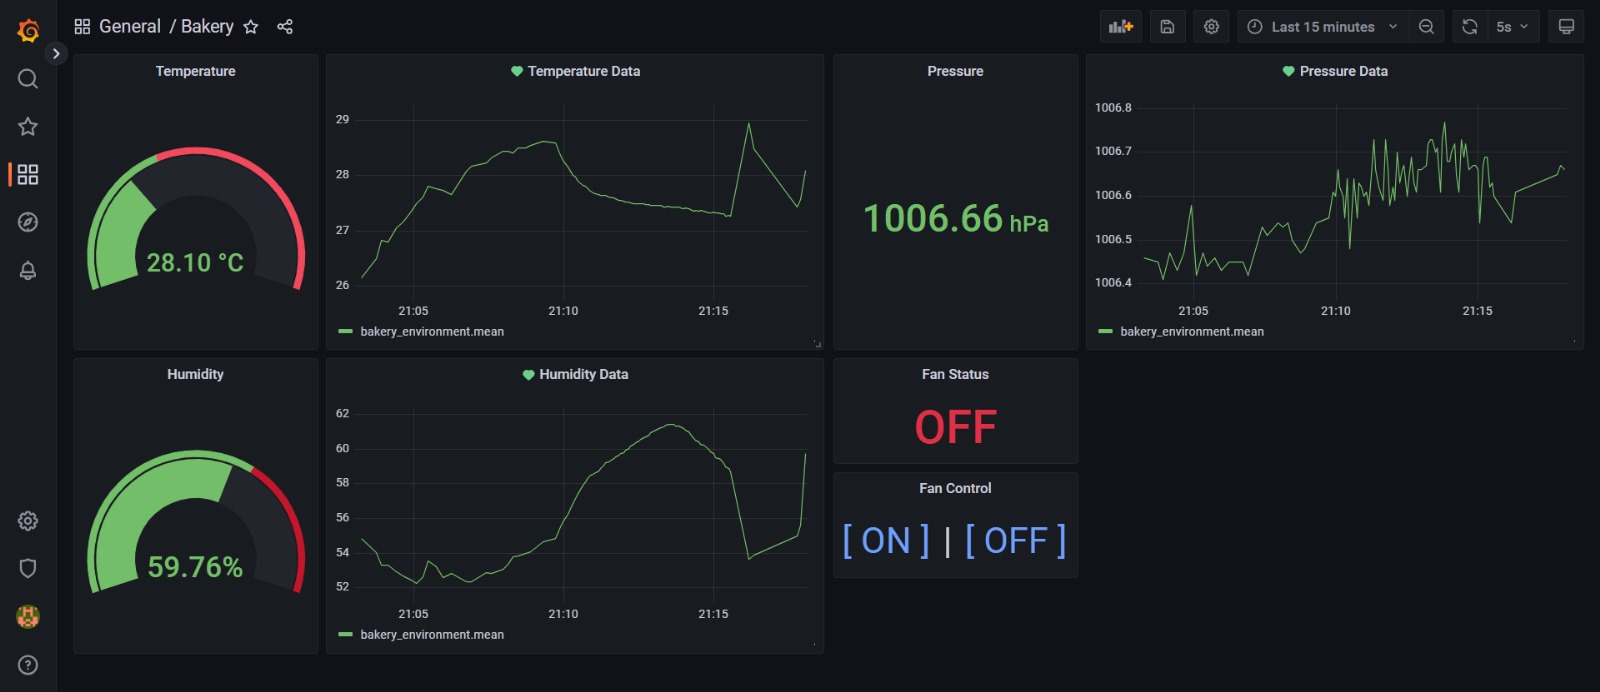 General / Bakery
Last 15 minutes
5s
Temperature
28.10 °C
Temperature Data
29
28
27
26
21:05 21:10 21:15
bakery_environment.mean
Pressure
1006.66 hPa
Pressure Data
1006.8
1006.7
1006.6
1006.5
1006.4
21:05 21:10 21:15
bakery_environment.mean
Humidity
59.76%
Humidity Data
62
60
58
56
54
52
21:05 21:10 21:15
bakery_environment.mean
Fan Status
OFF
Fan Control
[ ON ] | [ OFF ]